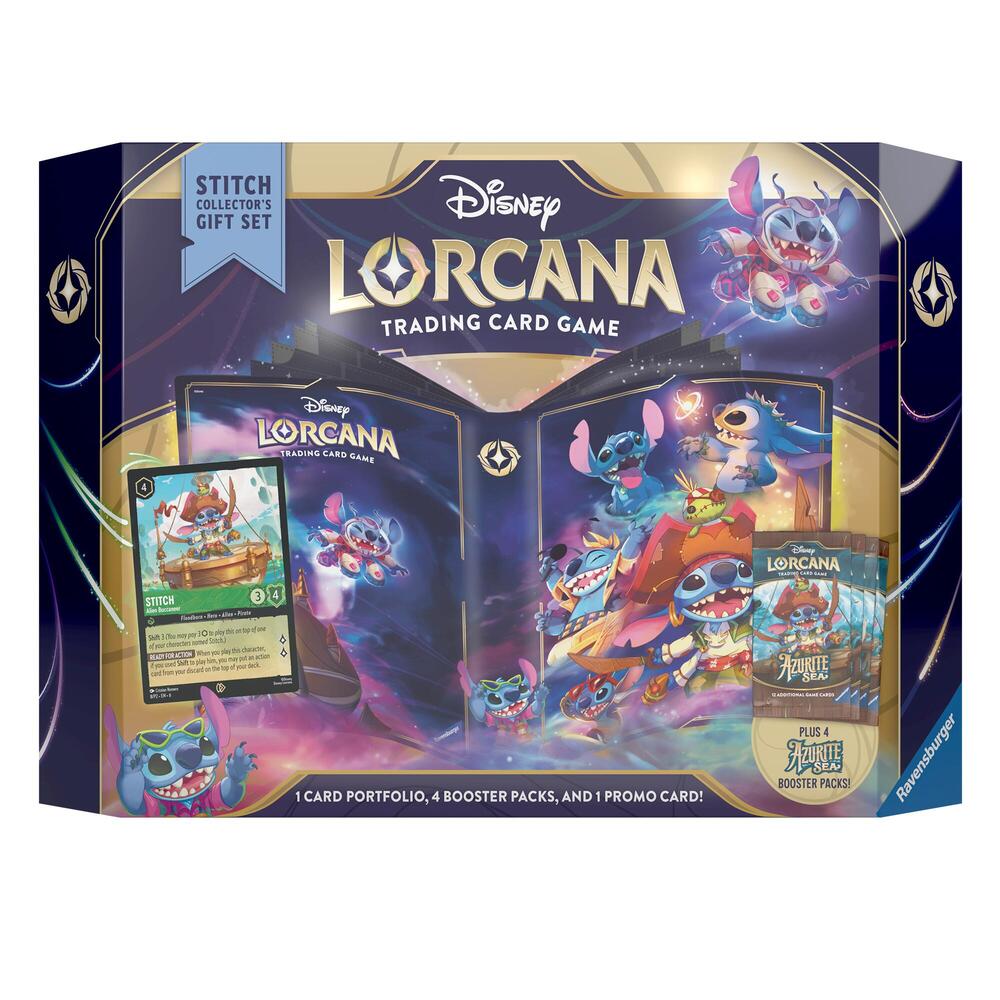 STITCH
COLLECTOR'S
GIFT SET
Disney
LORCANA
TRADING CARD GAME
Disney
LORCANA
TRADING CARD GAME
4
STITCH
Alien Buccaneer
3 4
Floodborn • Hero • Alien • Pirate
Shift 3 (You may pay 3 to play this on top of one
of your characters named Stitch.)
READY FOR ACTION When you play this character,
if you used Shift to play him, you may put an action
card from your discard on the top of your deck.
Ravensburger
Disney
LORCANA
TRADING CARD GAME
AZURITE
SEA
12 ADDITIONAL GAME CARDS
PLUS 4
AZURITE
SEA
BOOSTER PACKS!
Ravensburger
1 CARD PORTFOLIO, 4 BOOSTER PACKS, AND 1 PROMO CARD!